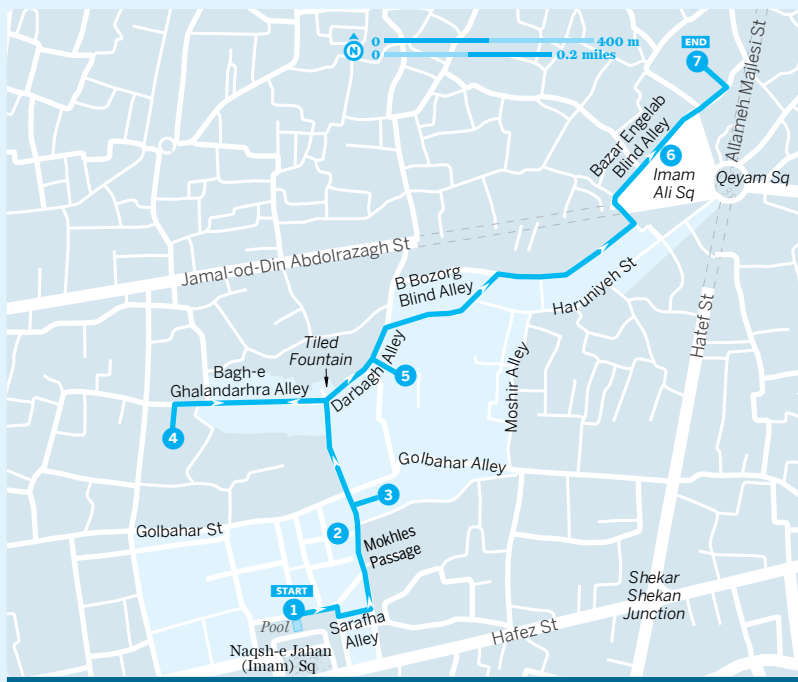 N
0
400 m
0
0.2 miles
END
7
Allameh Majlesi St
Bazar Engelab
Blind Alley
6
Imam
Ali Sq
Qeyam Sq
Jamal-od-Din Abdolrazagh St
B Bozorg
Blind Alley
Haruniyeh St
Hatef St
Tiled
Fountain
Darbagh Alley
5
Bagh-e
Ghalandarhra Alley
4
Moshir Alley
Golbahar Alley
3
Golbahar St
2
Mokhles
Passage
START
1
Pool
Sarafha
Alley
Naqsh-e Jahan
(Imam) Sq
Hafez St
Shekar
Shekan
Junction